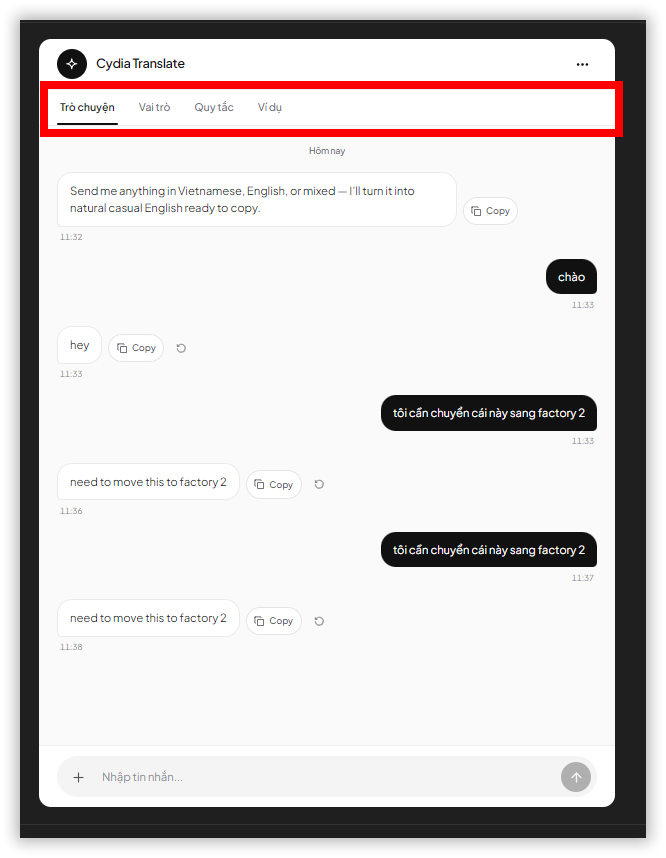 Cydia Translate
Trò chuyện Vai trò Quy tắc Ví dụ
Hôm nay
Send me anything in Vietnamese, English, or mixed — I'll turn it into
natural casual English ready to copy.
Copy
11:32
chào
11:33
hey
Copy
11:33
tôi cần chuyển cái này sang factory 2
11:33
need to move this to factory 2
Copy
11:36
tôi cần chuyển cái này sang factory 2
11:37
need to move this to factory 2
Copy
11:38
Nhập tin nhắn...